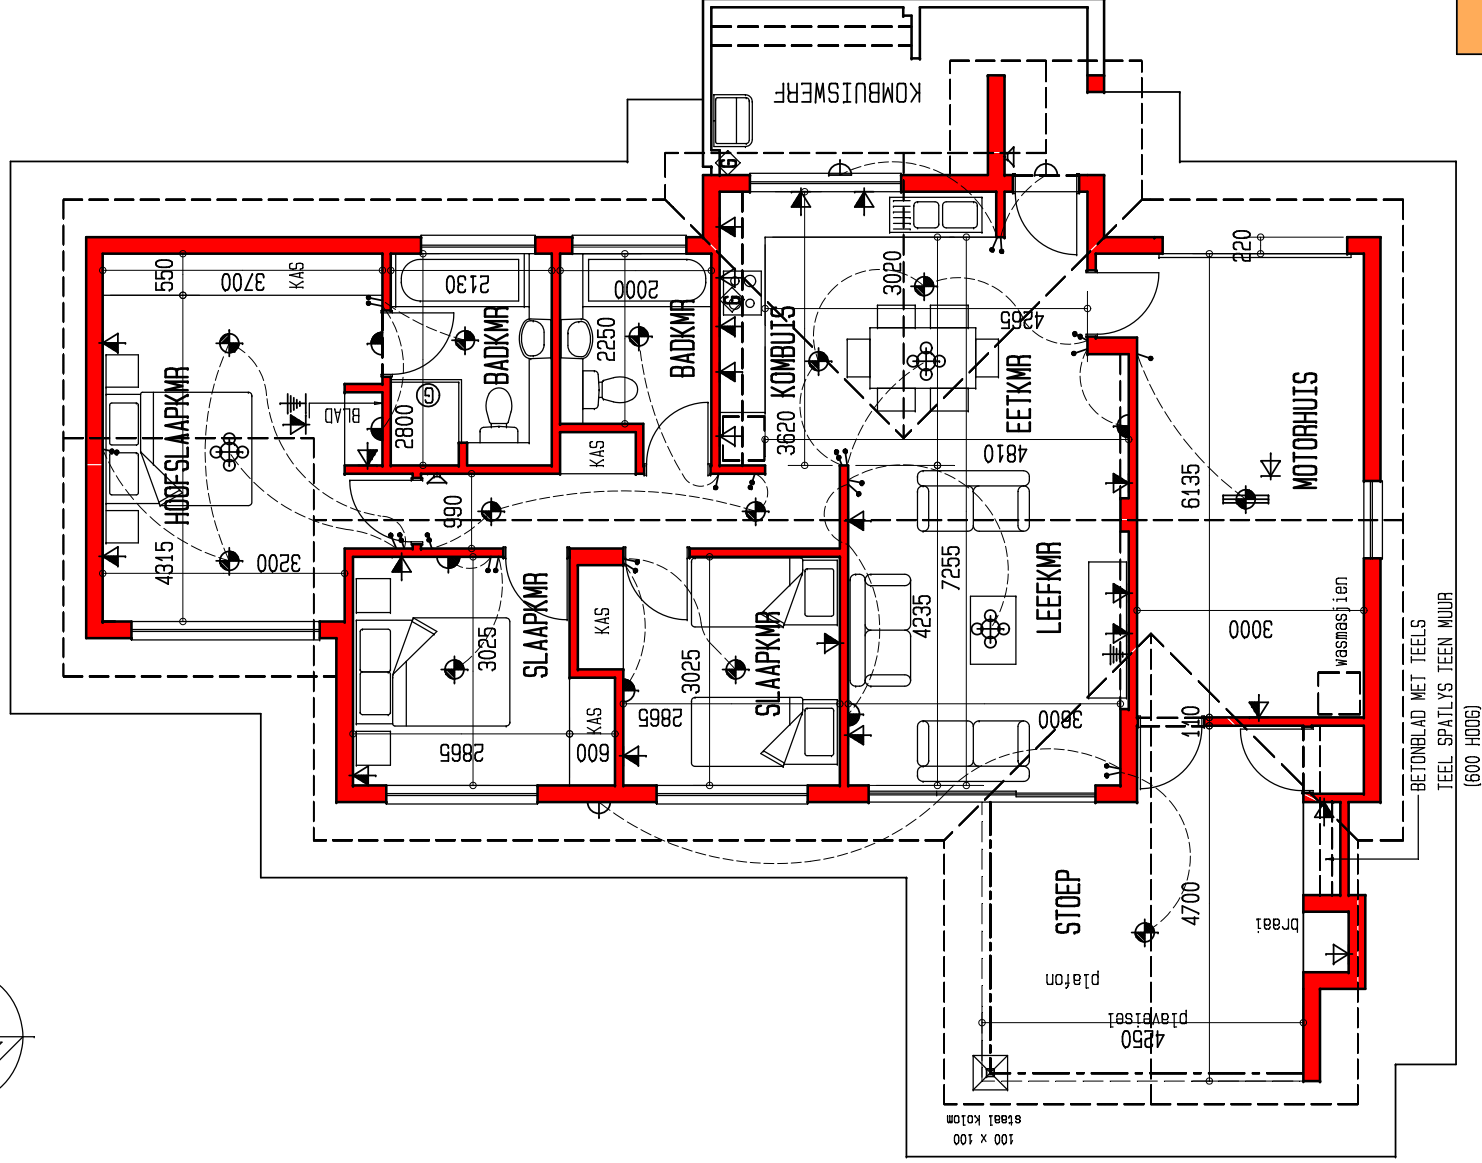 KOMBUISWERF
G
550
3700
KAS
2130
2000
BADKMR
2250
BADKMR
G
KOMBUIS
3020
4265
220
HOOFSLAAPKMR
BLAD
2800
G
KAS
3620
EETKMR
4810
MOTORHUIS
6135
4315
3200
990
SLAAPKMR
3025
KAS
SLAAPKMR
3025
2865
4235
7255
LEEFKMR
3000
wasmasjien
2865
600
KAS
3800
110
BETONBLAD MET TEELS
TEEL SPATLYS TEEN MUUR
(600 HOOG)
STOEP
4700
braai
plafon
plaveisel
4250
100 x 100
staal kolom